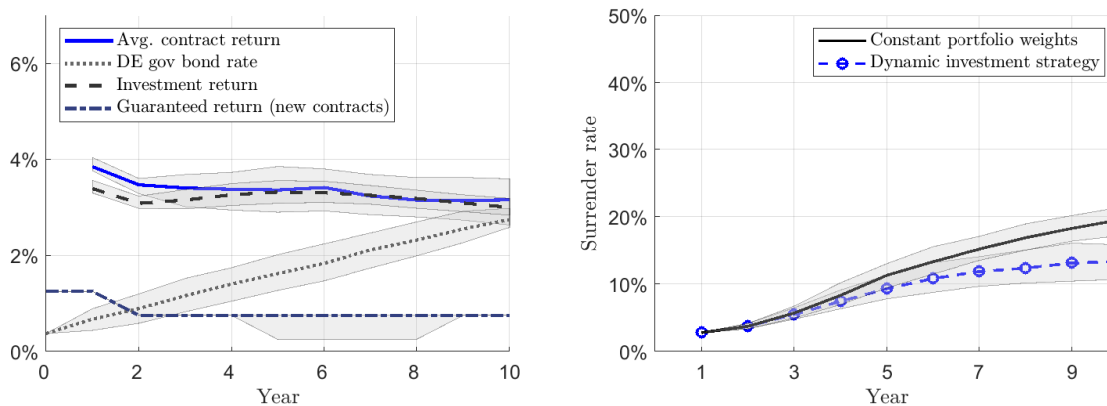 6%
4%
2%
0%
Avg. contract return
DE gov bond rate
Investment return
Guaranteed return (new contracts)
0
2
4
6
8
10
Year
Surrender rate
50%
40%
30%
20%
10%
0%
Constant portfolio weights
Dynamic investment strategy
1
3
5
7
9
Year